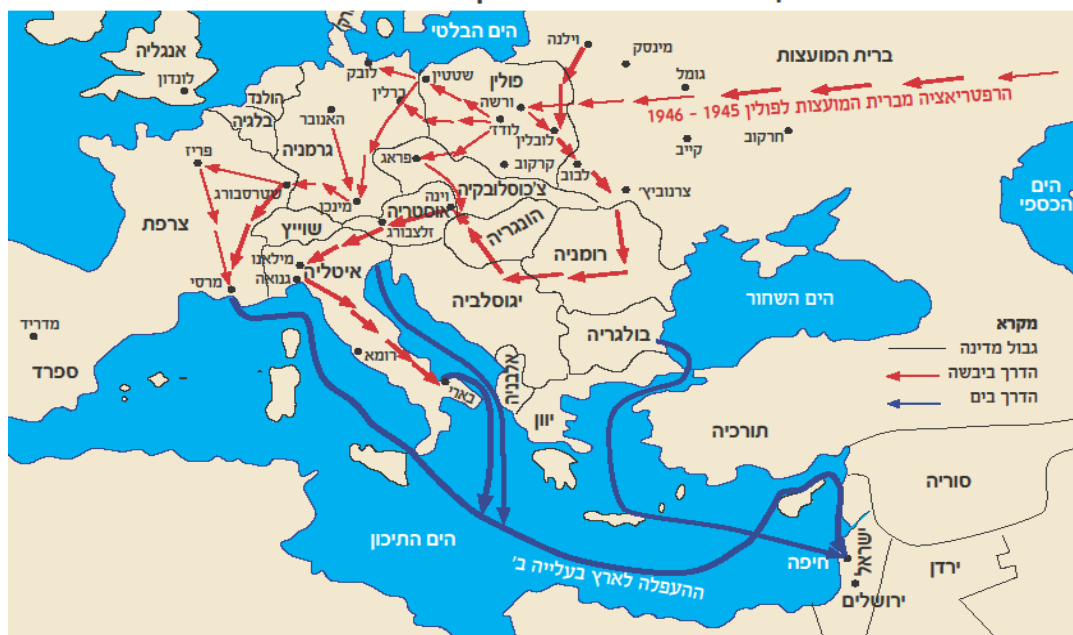 הים הבלטי
אנגליה
לונדון
הולנד
בלגיה
האנובר
גרמניה
לובק
שטטין
ברלין
פולין
ורשה
לודז'
לובלין
וילנה
מינסק
גומל
ברית המועצות
הרפטריאציה מברית המועצות לפולין 1945 - 1946
קייב
חרקוב
פריז
שטרסבורג
צרפת
מינכן
פראג
קרקוב
לבוב
צ'כוסלובקיה
צרנוביץ'
וינה
אוסטריה
זלצבורג
שווייץ
הונגריה
רומניה
הים
הכספי
מילאנו
גנואה
איטליה
מרסי
יגוסלביה
הים השחור
בולגריה
מדריד
ספרד
רומא
בארי
אלבניה
יוון
תורכיה
מקרא
גבול מדינה
הדרך ביבשה
הדרך בים
סוריה
הים התיכון
ההעפלה לארץ בעלייה ב'
חיפה
ישראל
ירדן
ירושלים